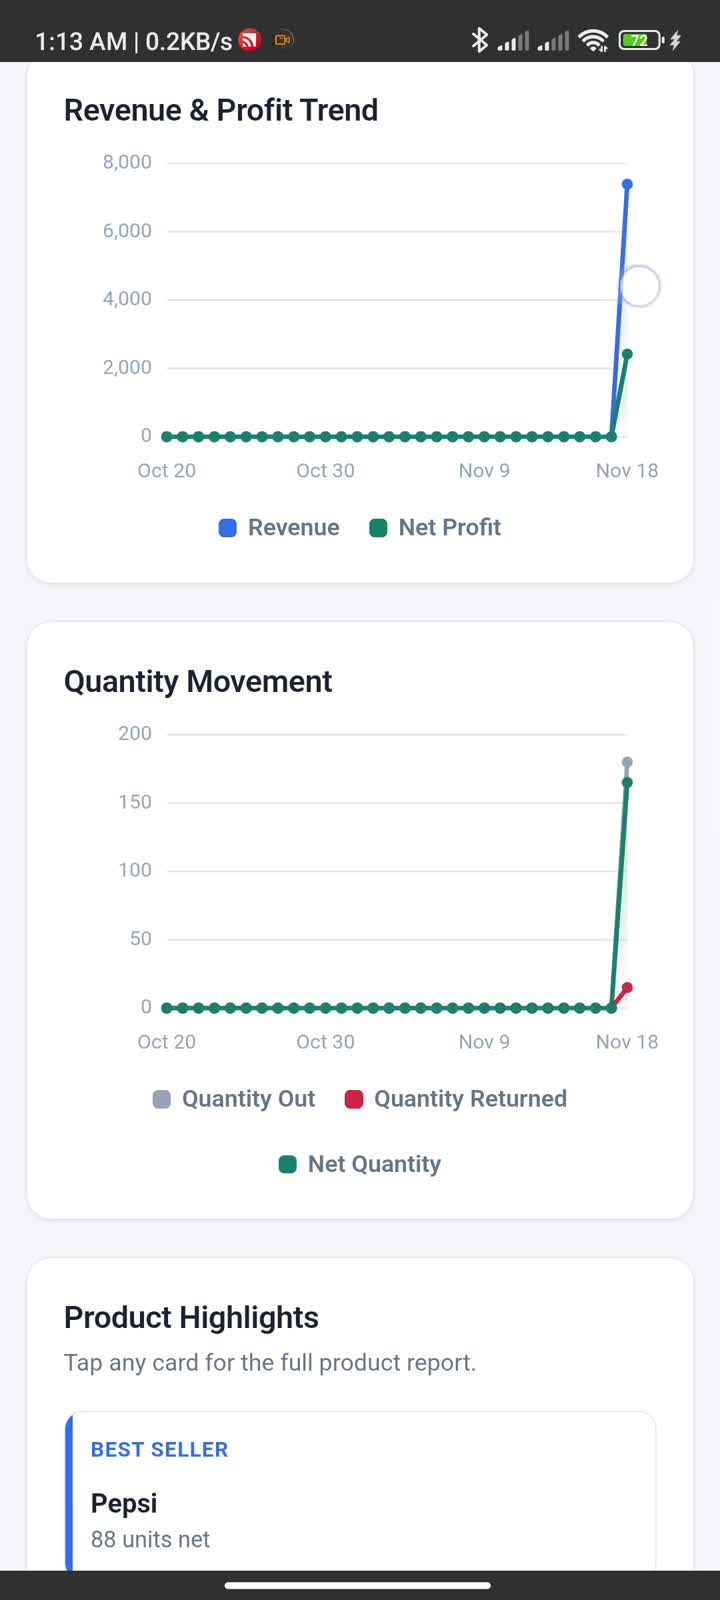 1:13 AM | 0.2KB/s
72
Revenue & Profit Trend
8,000
6,000
4,000
2,000
0
Oct 20 Oct 30 Nov 9 Nov 18
Revenue Net Profit
Quantity Movement
200
150
100
50
0
Oct 20 Oct 30 Nov 9 Nov 18
Quantity Out Quantity Returned
Net Quantity
Product Highlights
Tap any card for the full product report.
BEST SELLER
Pepsi
88 units net